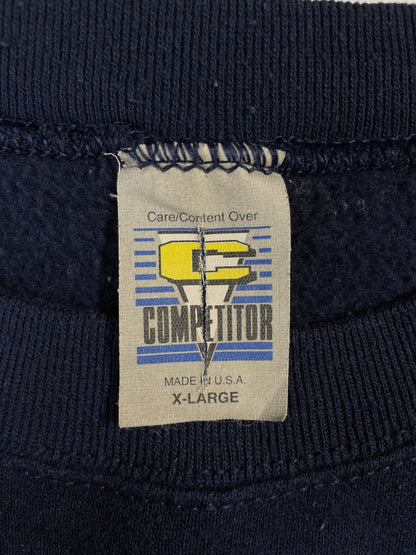 Care/Content Over
C
COMPETITOR
MADE IN U.S.A.
X-LARGE